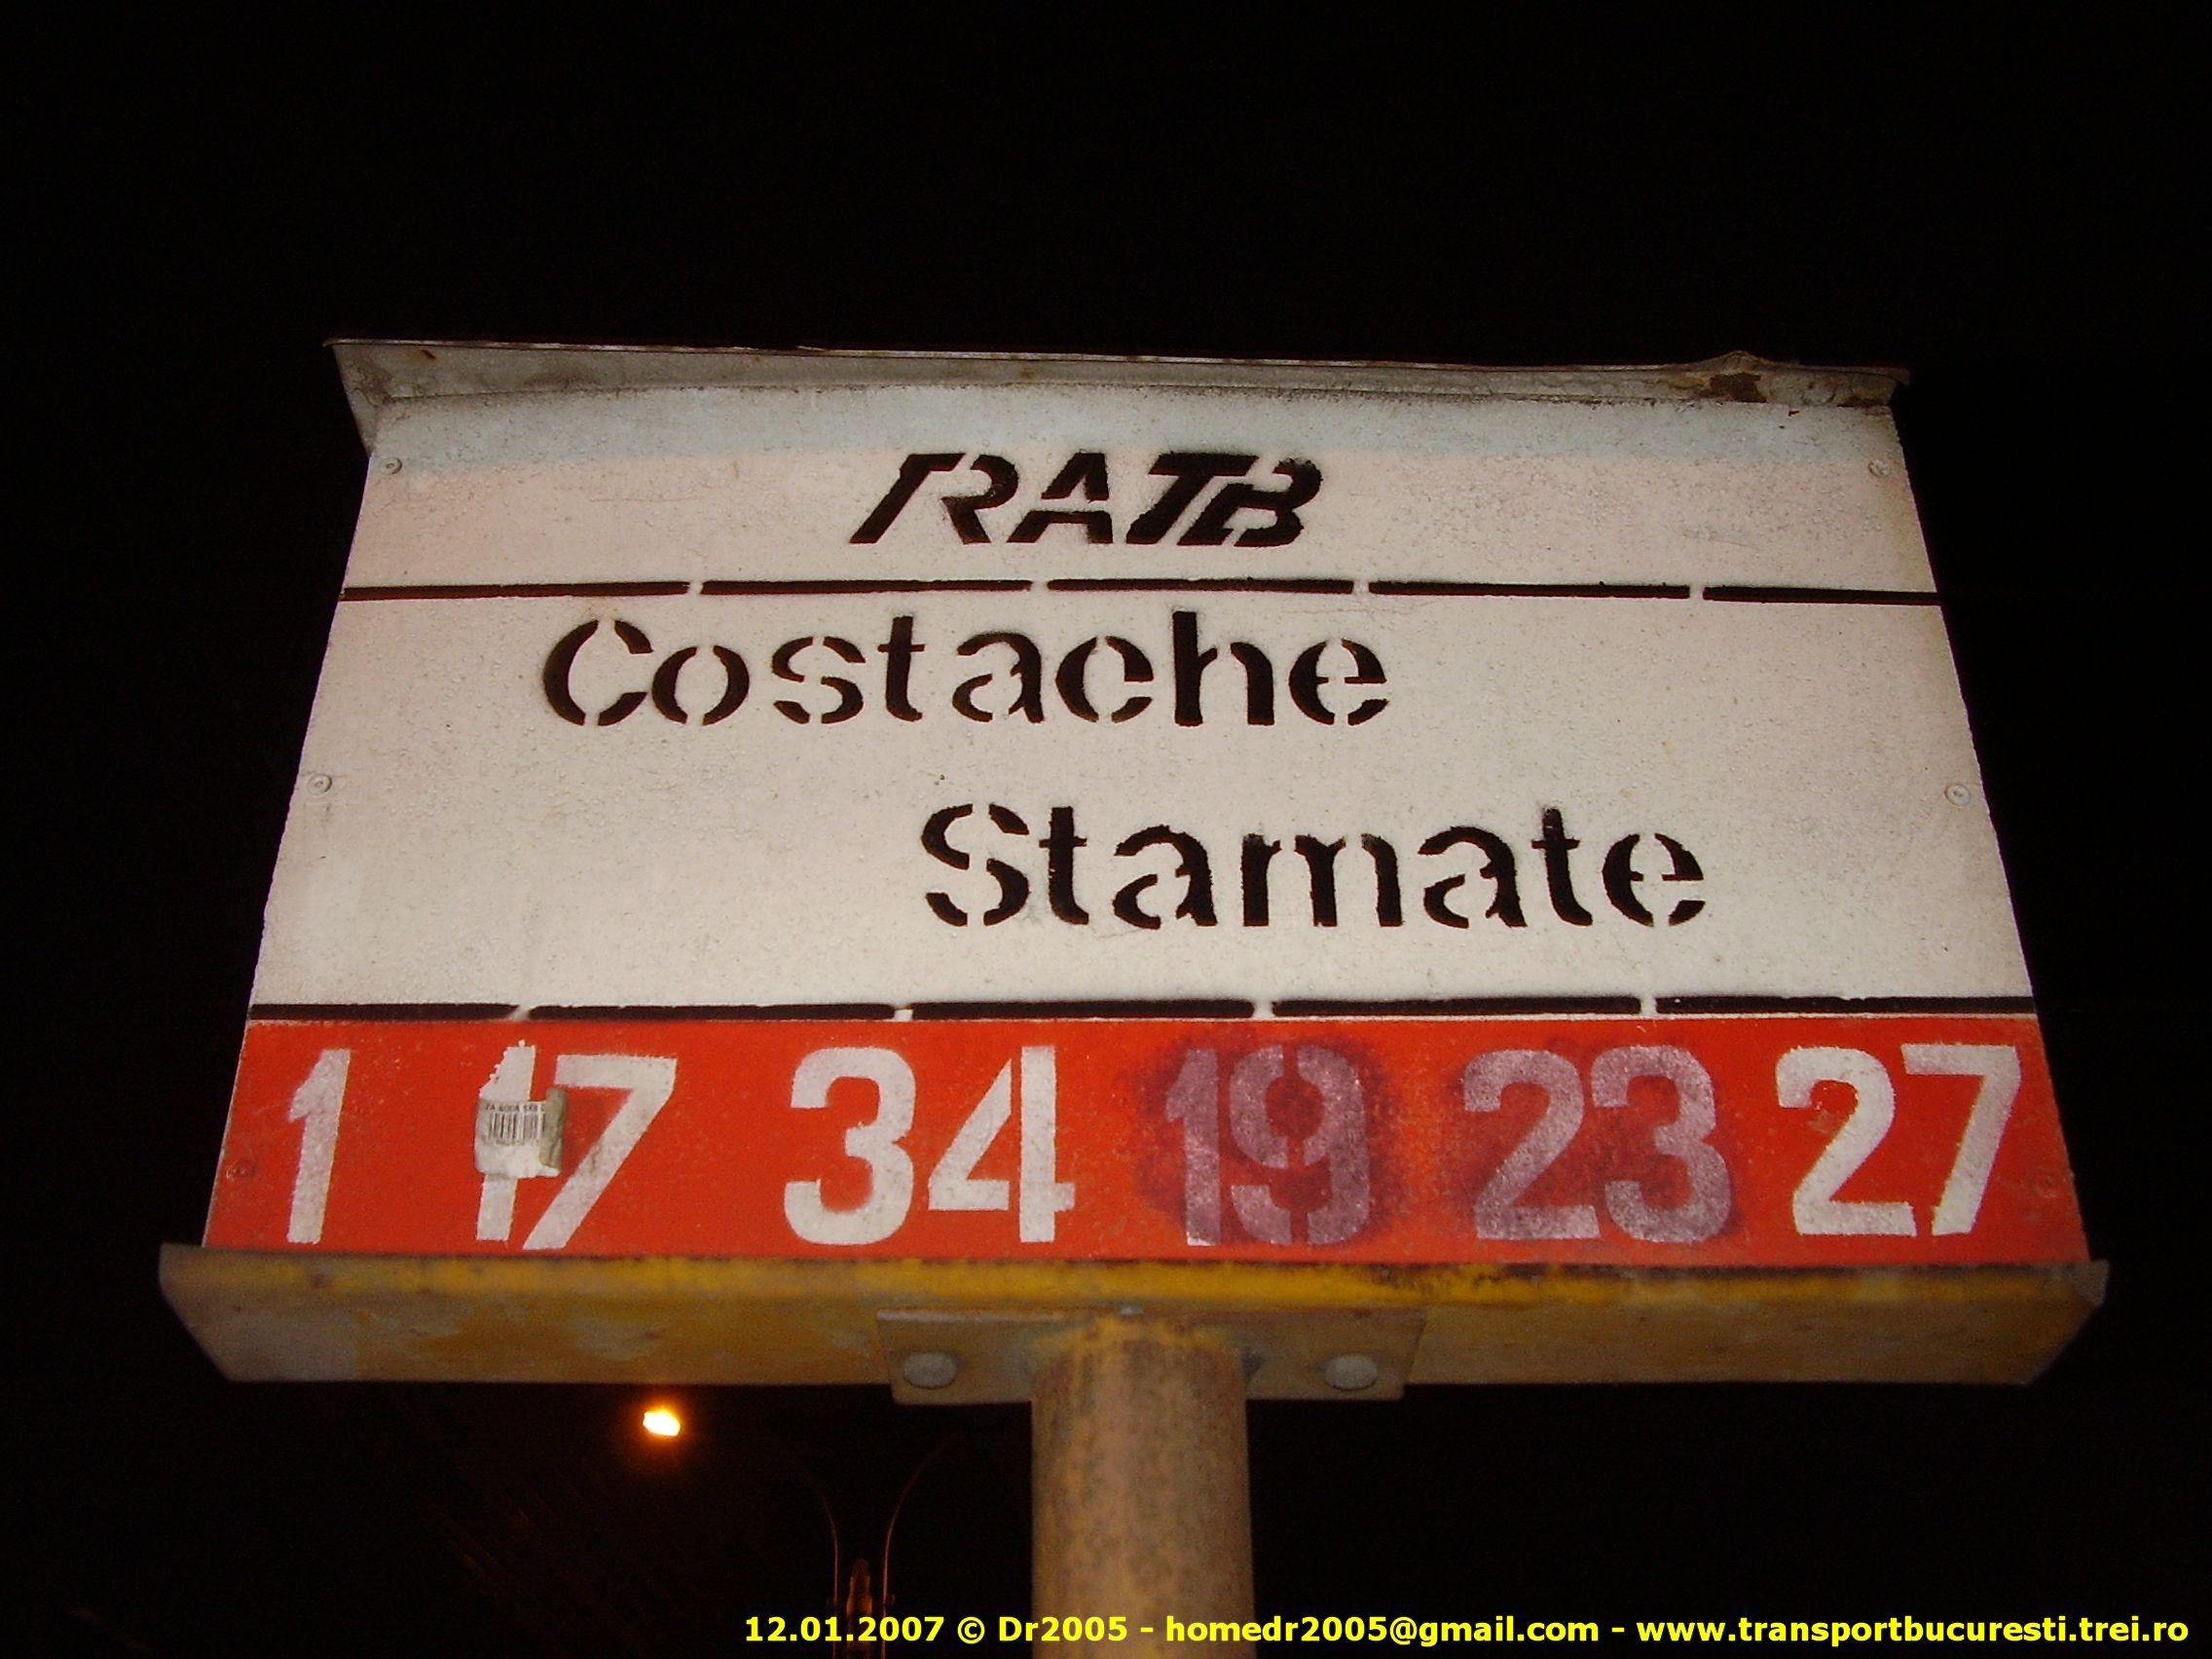 RATB
Costache
Stamate
1 17 34 19 23 27
12.01.2007 © Dr2005 - homedr2005@gmail.com - www.transportbucuresti.trei.ro